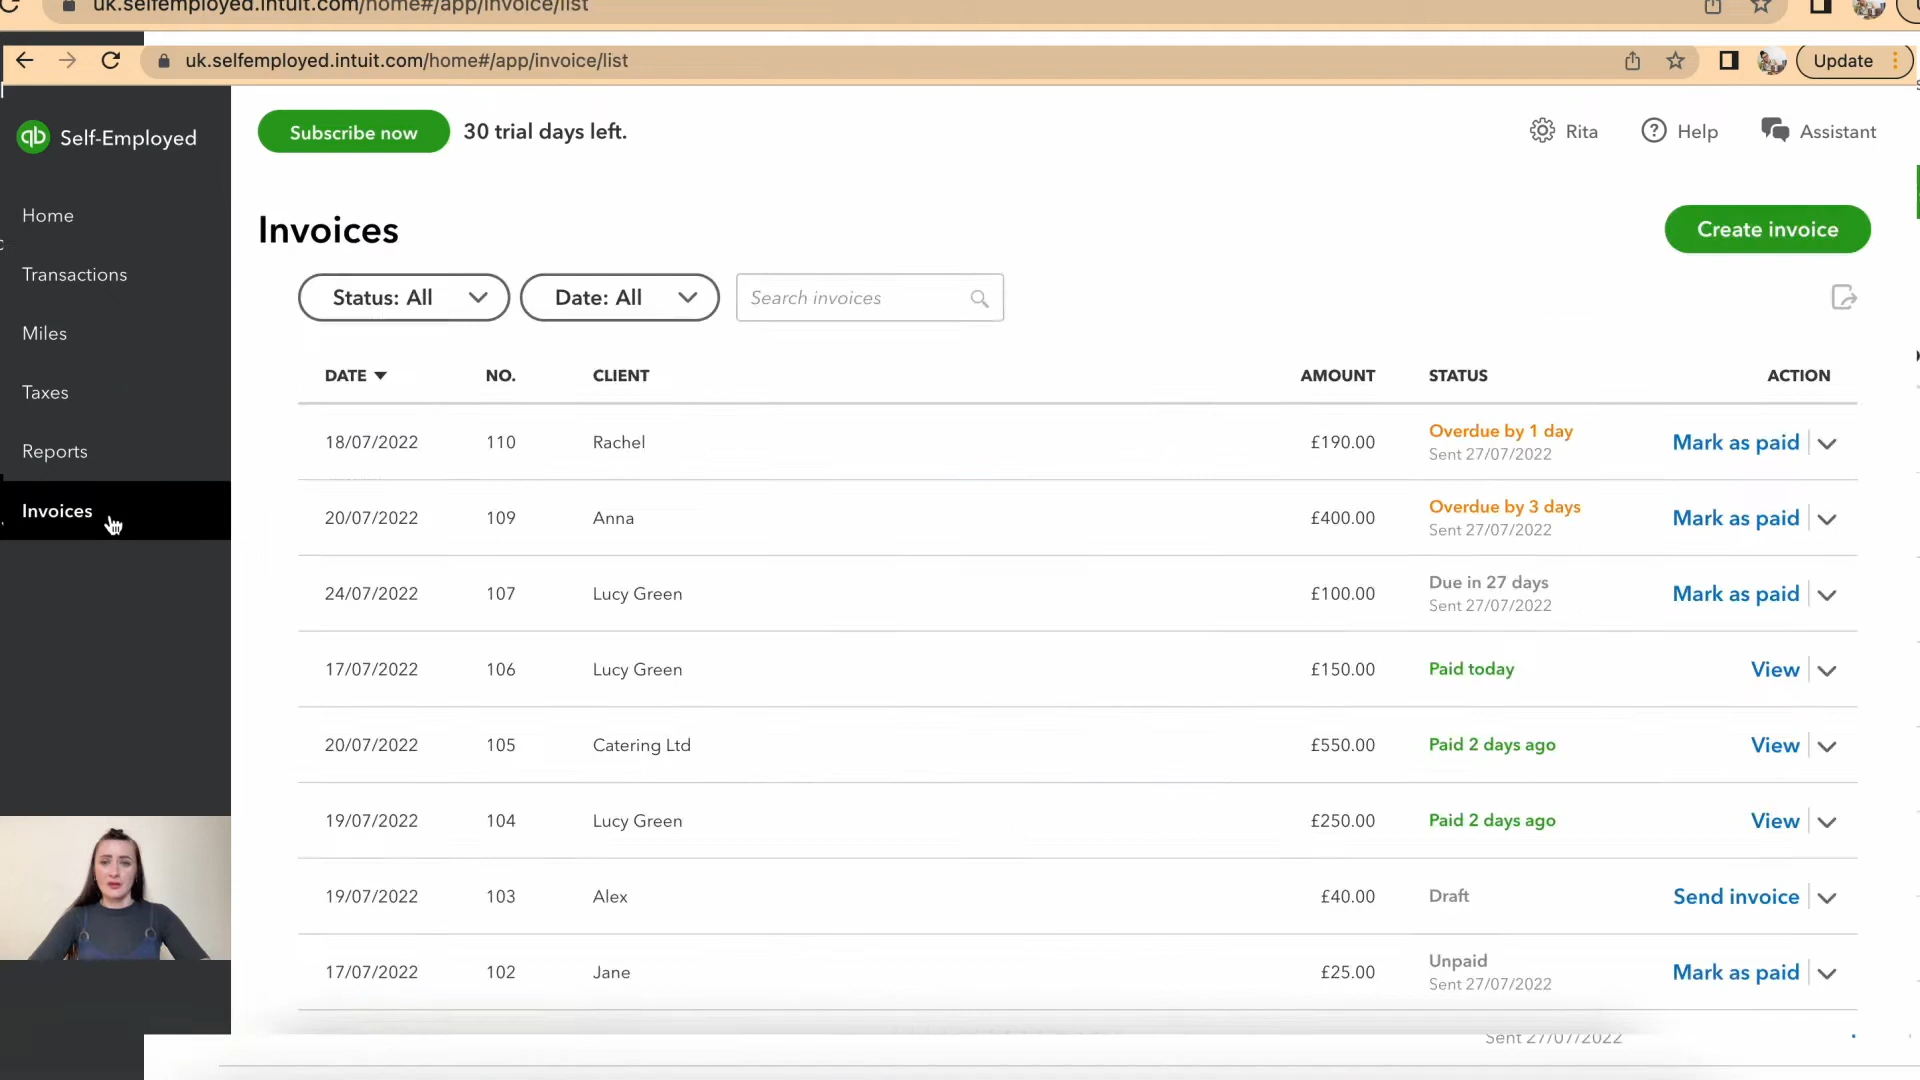 uk.selfemployed.intuit.com/home#/app/invoice/list
uk.selfemployed.intuit.com/home#/app/invoice/list
Update
qb Self-Employed
Subscribe now
30 trial days left.
Rita
Help
Assistant
Home
Transactions
Miles
Taxes
Reports
Invoices
Invoices
Create invoice
Status: All
Date: All
Search invoices
DATE NO. CLIENT AMOUNT STATUS ACTION
18/07/2022 110 Rachel £190.00 Overdue by 1 day Mark as paid
Sent 27/07/2022
20/07/2022 109 Anna £400.00 Overdue by 3 days Mark as paid
Sent 27/07/2022
24/07/2022 107 Lucy Green £100.00 Due in 27 days Mark as paid
Sent 27/07/2022
17/07/2022 106 Lucy Green £150.00 Paid today View
20/07/2022 105 Catering Ltd £550.00 Paid 2 days ago View
19/07/2022 104 Lucy Green £250.00 Paid 2 days ago View
19/07/2022 103 Alex £40.00 Draft Send invoice
17/07/2022 102 Jane £25.00 Unpaid Mark as paid
Sent 27/07/2022
Sent 27/07/2022